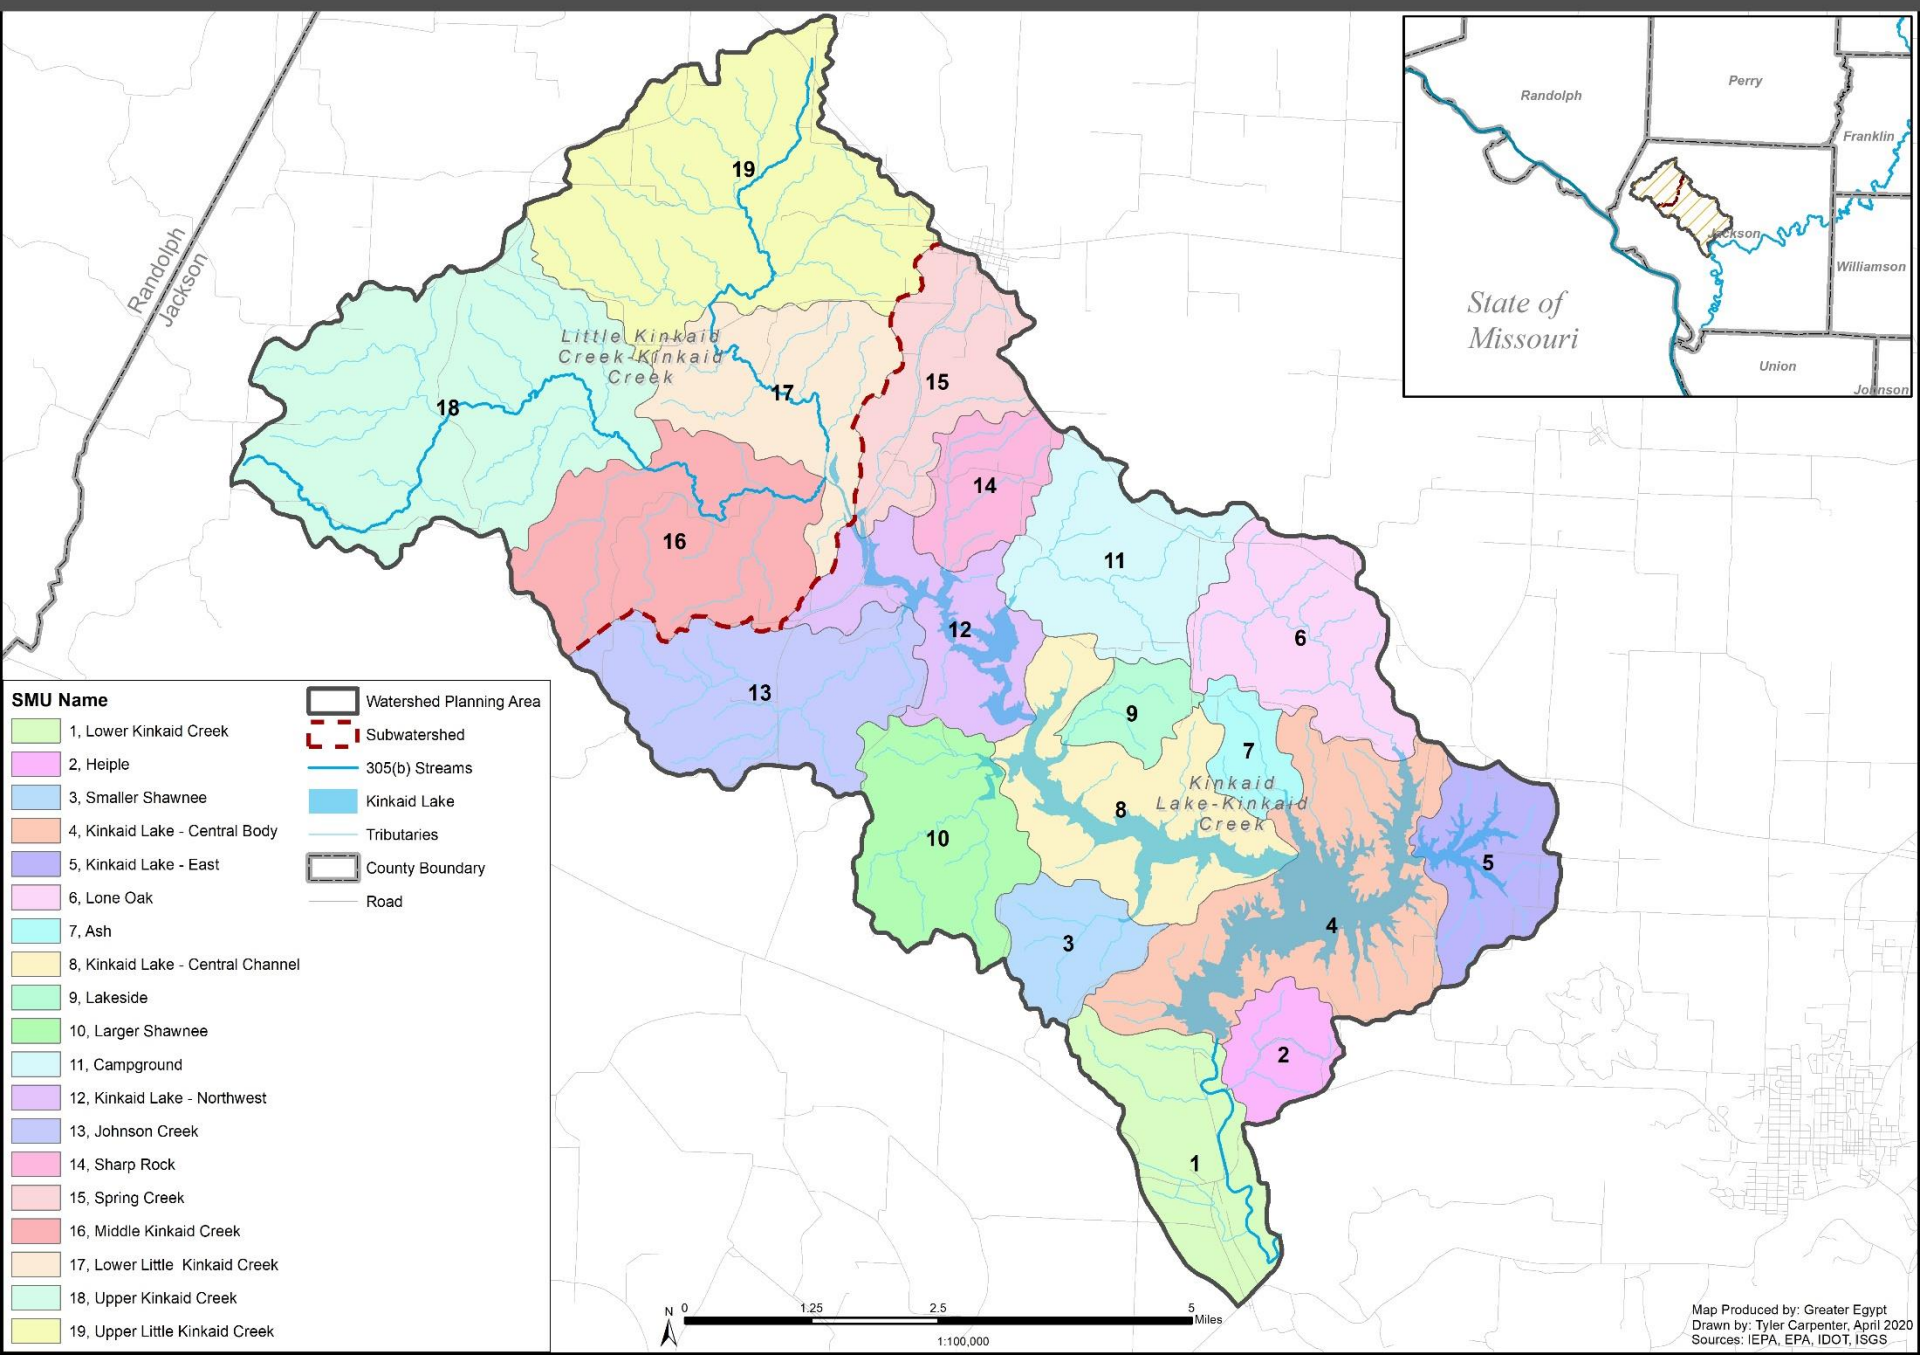 Randolph
Jackson
19
Little Kinkaid
Creek-Kinkaid
Creek
18
17
15
16
14
11
6
12
13
9
7
Kinkaid
Lake-Kinkaid
Creek
8
10
5
4
3
2
1
Randolph
Perry
Franklin
Jackson
Williamson
State of
Missouri
Union
Johnson
SMU Name
1, Lower Kinkaid Creek
2, Heiple
3, Smaller Shawnee
4, Kinkaid Lake - Central Body
5, Kinkaid Lake - East
6, Lone Oak
7, Ash
8, Kinkaid Lake - Central Channel
9, Lakeside
10, Larger Shawnee
11, Campground
12, Kinkaid Lake - Northwest
13, Johnson Creek
14, Sharp Rock
15, Spring Creek
16, Middle Kinkaid Creek
17, Lower Little  Kinkaid Creek
18, Upper Kinkaid Creek
19, Upper Little Kinkaid Creek
Watershed Planning Area
Subwatershed
305(b) Streams
Kinkaid Lake
Tributaries
County Boundary
Road
N
0 1.25 2.5 5
Miles
1:100,000
Map Produced by: Greater Egypt
Drawn by: Tyler Carpenter, April 2020
Sources: IEPA, EPA, IDOT, ISGS